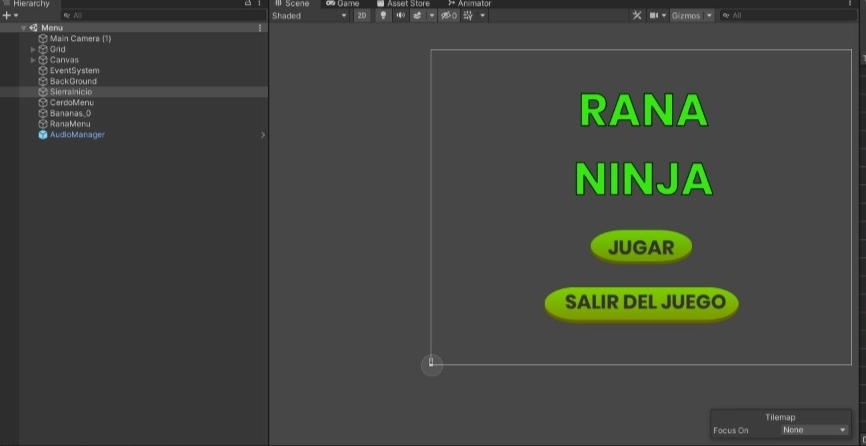 Hierarchy
All
Menu
Main Camera (1)
Grid
Canvas
EventSystem
BackGround
SierraInicio
CerdoMenu
Bananas_0
RanaMenu
AudioManager
Scene Game Asset Store Animator
Shaded 2D 0 Gizmos All
RANA
NINJA
JUGAR
SALIR DEL JUEGO
Tilemap
Focus On None